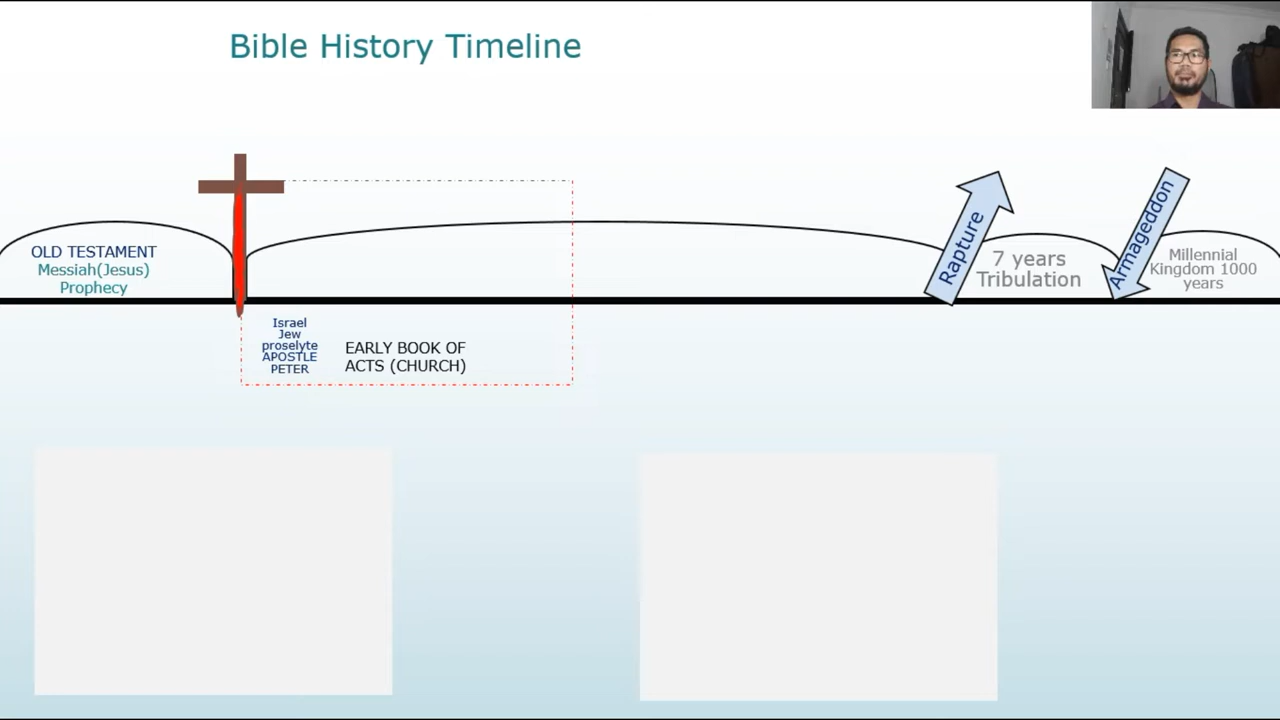 Bible History Timeline
OLD TESTAMENT
Messiah(Jesus)
Prophecy
Rapture
7 years
Tribulation
Armageddon
Millennial
Kingdom 1000
years
Israel
Jew
proselyte
APOSTLE
PETER
EARLY BOOK OF
ACTS (CHURCH)